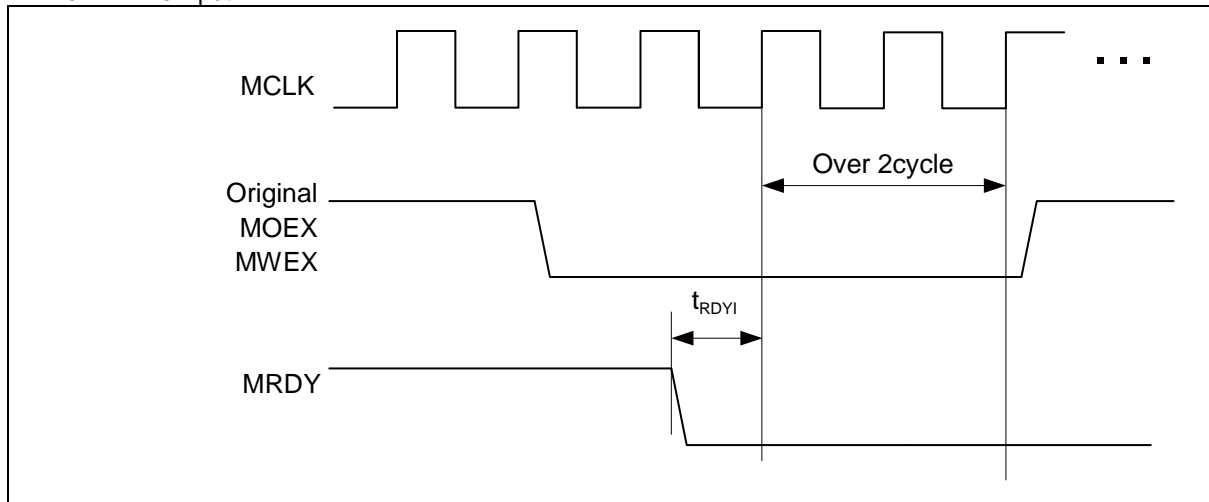 MCLK
. . .
Over 2cycle
Original
MOEX
MWEX
tRDYI
MRDY